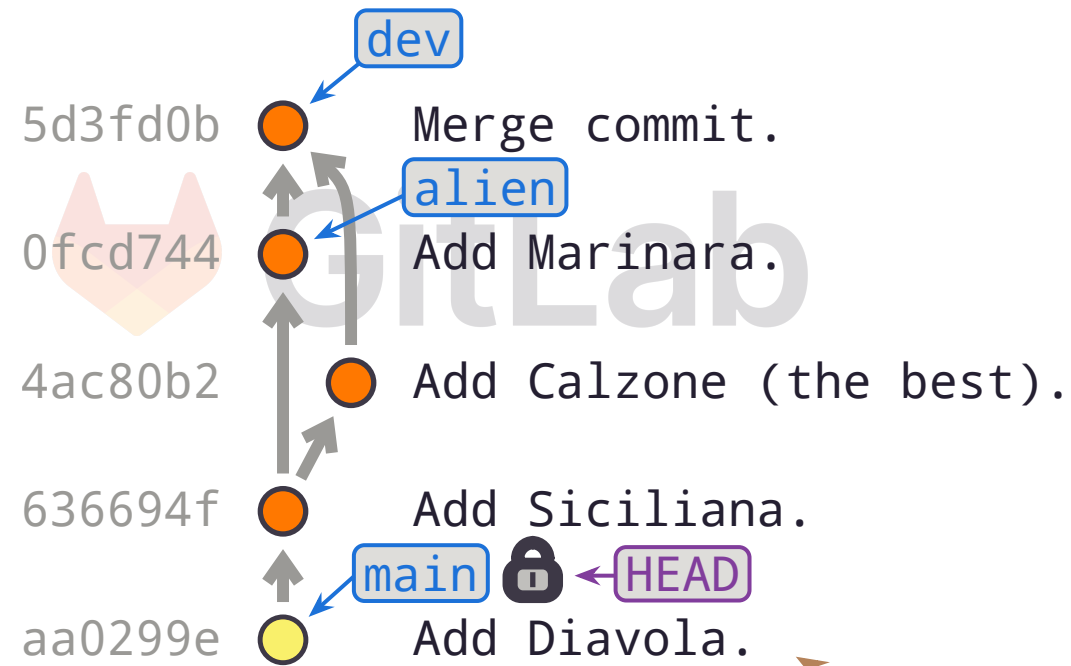 dev
5d3fd0b Merge commit.
alien
GitLab
0fcd744 Add Marinara.
4ac80b2 Add Calzone (the best).
636694f Add Siciliana.
main HEAD
aa0299e Add Diavola.